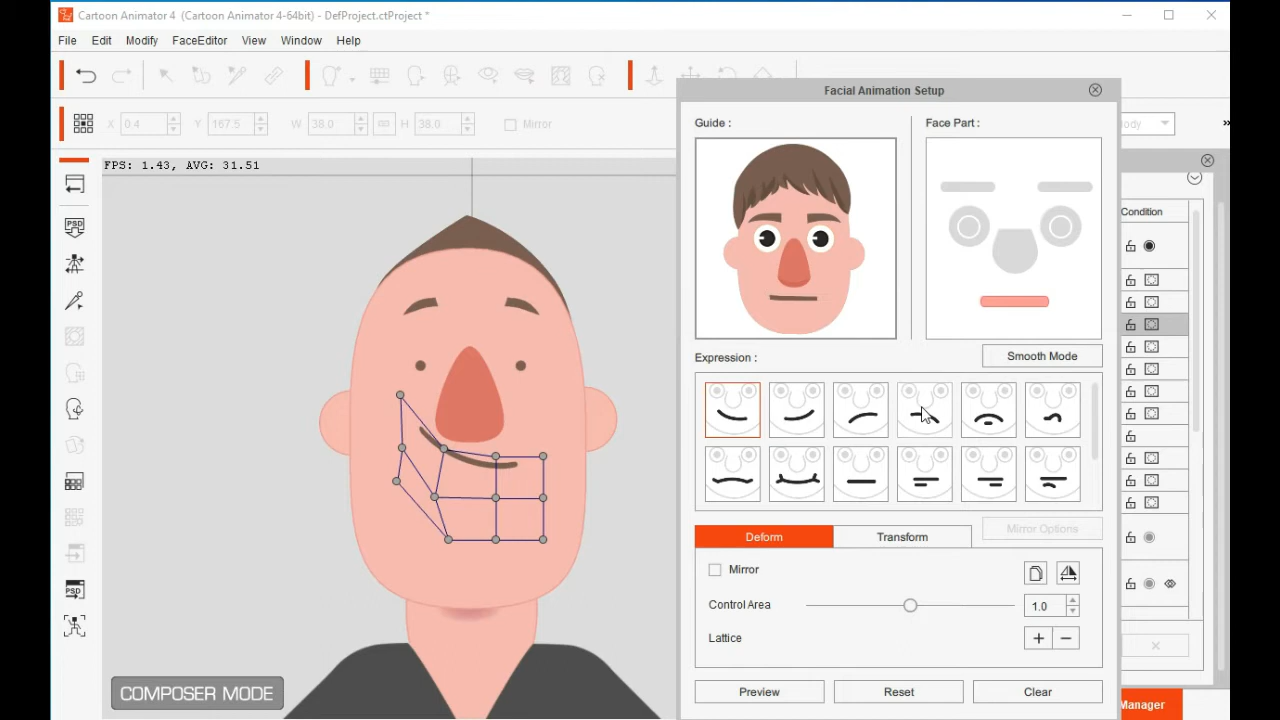 Cartoon Animator 4  (Cartoon Animator 4-64bit) - DefProject.ctProject *
File Edit Modify FaceEditor View Window Help
X 0.4 Y 167.5 W 38.0 H 38.0 Mirror
FPS: 1.43, AVG: 31.51
PSD
PSD
COMPOSER MODE
Facial Animation Setup
Guide : Face Part :
Expression : Smooth Mode
Deform Transform Mirror Options
Mirror
Control Area 1.0
Lattice + −
Preview Reset Clear
ody
»
Condition
Manager